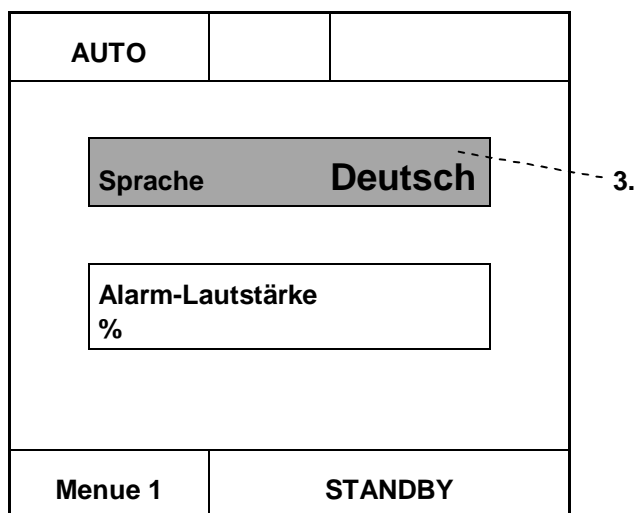 AUTO
Sprache Deutsch
3.
Alarm-Lautstärke
%
Menue 1 STANDBY